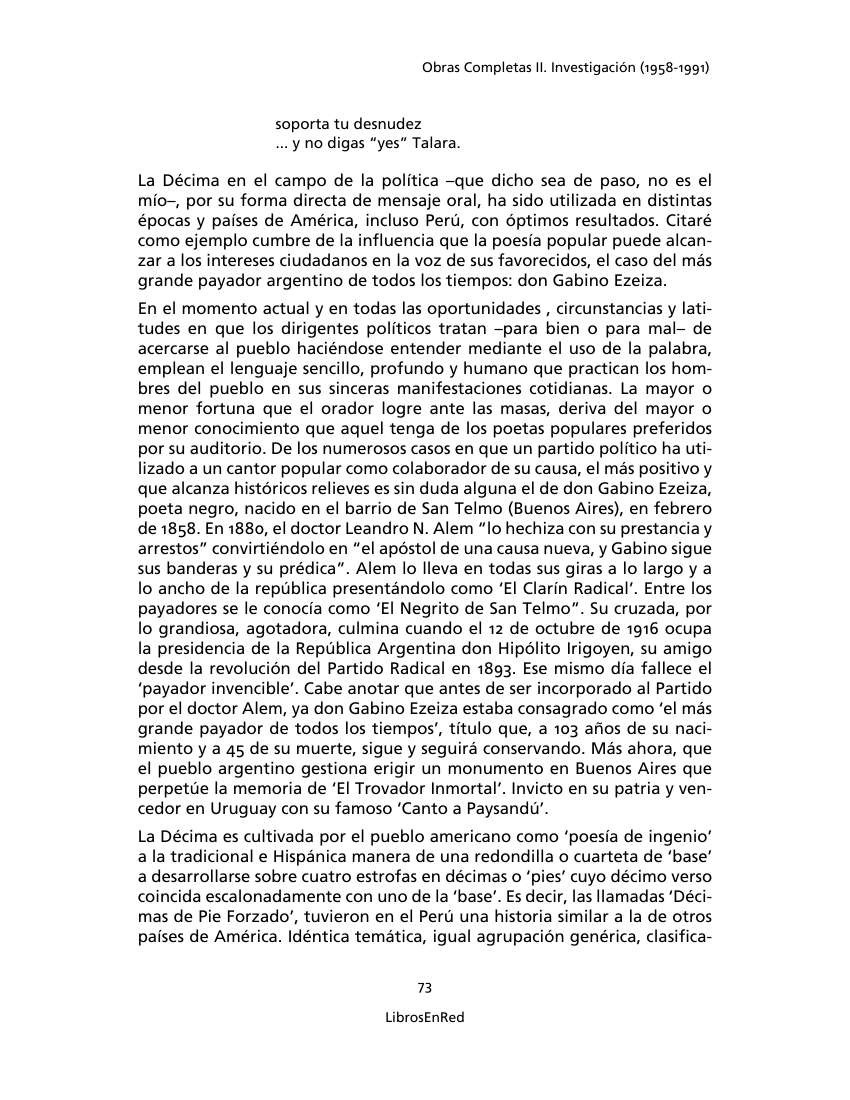 Obras Completas II. Investigación (1958-1991)
soporta tu desnudez
... y no digas “yes” Talara.
La Décima en el campo de la política –que dicho sea de paso, no es el
mío–, por su forma directa de mensaje oral, ha sido utilizada en distintas
épocas y países de América, incluso Perú, con óptimos resultados. Citaré
como ejemplo cumbre de la influencia que la poesía popular puede alcan-
zar a los intereses ciudadanos en la voz de sus favorecidos, el caso del más
grande payador argentino de todos los tiempos: don Gabino Ezeiza.
En el momento actual y en todas las oportunidades , circunstancias y lati-
tudes en que los dirigentes políticos tratan –para bien o para mal– de
acercarse al pueblo haciéndose entender mediante el uso de la palabra,
emplean el lenguaje sencillo, profundo y humano que practican los hom-
bres del pueblo en sus sinceras manifestaciones cotidianas. La mayor o
menor fortuna que el orador logre ante las masas, deriva del mayor o
menor conocimiento que aquel tenga de los poetas populares preferidos
por su auditorio. De los numerosos casos en que un partido político ha uti-
lizado a un cantor popular como colaborador de su causa, el más positivo y
que alcanza históricos relieves es sin duda alguna el de don Gabino Ezeiza,
poeta negro, nacido en el barrio de San Telmo (Buenos Aires), en febrero
de 1858. En 1880, el doctor Leandro N. Alem “lo hechiza con su prestancia y
arrestos” convirtiéndolo en “el apóstol de una causa nueva, y Gabino sigue
sus banderas y su prédica”. Alem lo lleva en todas sus giras a lo largo y a
lo ancho de la república presentándolo como ‘El Clarín Radical’. Entre los
payadores se le conocía como ‘El Negrito de San Telmo”. Su cruzada, por
lo grandiosa, agotadora, culmina cuando el 12 de octubre de 1916 ocupa
la presidencia de la República Argentina don Hipólito Irigoyen, su amigo
desde la revolución del Partido Radical en 1893. Ese mismo día fallece el
‘payador invencible’. Cabe anotar que antes de ser incorporado al Partido
por el doctor Alem, ya don Gabino Ezeiza estaba consagrado como ‘el más
grande payador de todos los tiempos’, título que, a 103 años de su naci-
miento y a 45 de su muerte, sigue y seguirá conservando. Más ahora, que
el pueblo argentino gestiona erigir un monumento en Buenos Aires que
perpetúe la memoria de ‘El Trovador Inmortal’. Invicto en su patria y ven-
cedor en Uruguay con su famoso ‘Canto a Paysandú’.
La Décima es cultivada por el pueblo americano como ‘poesía de ingenio’
a la tradicional e Hispánica manera de una redondilla o cuarteta de ‘base’
a desarrollarse sobre cuatro estrofas en décimas o ‘pies’ cuyo décimo verso
coincida escalonadamente con uno de la ‘base’. Es decir, las llamadas ‘Déci-
mas de Pie Forzado’, tuvieron en el Perú una historia similar a la de otros
países de América. Idéntica temática, igual agrupación genérica, clasifica-
73
LibrosEnRed